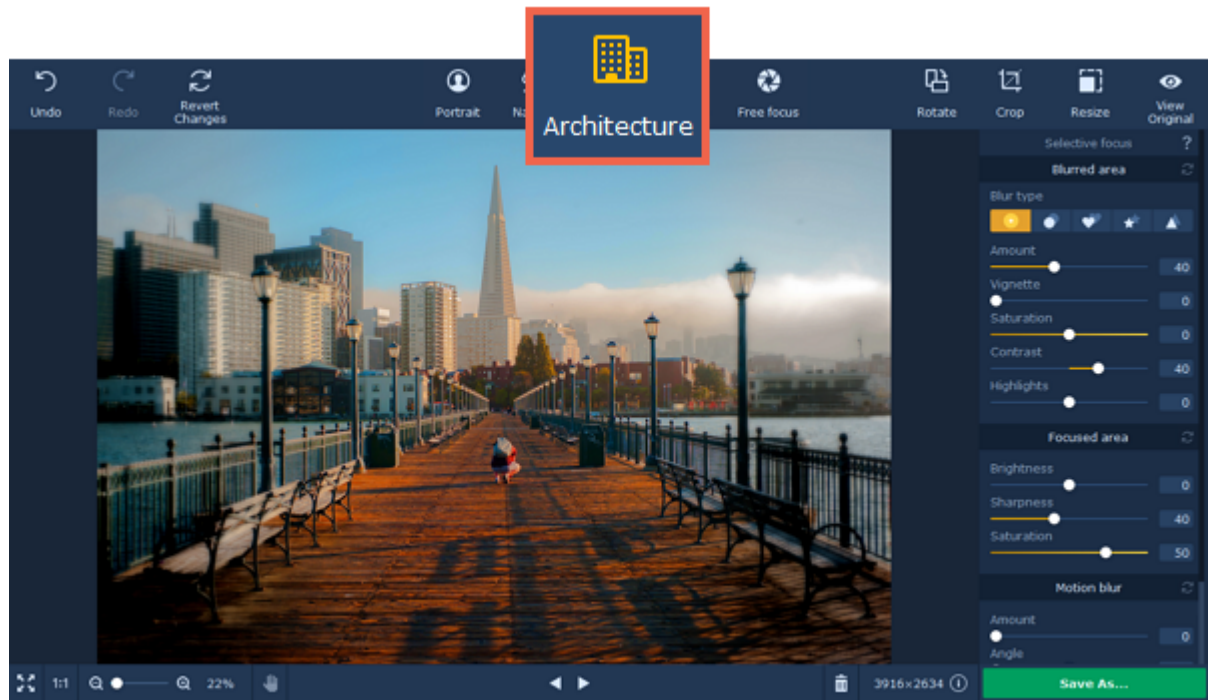 Architecture
Undo
Redo
Revert
Changes
Portrait
Free focus
Rotate
Crop
Resize
View
Original
Selective focus ?
Blurred area
Blur type
Amount
40
Vignette
0
Saturation
0
Contrast
40
Highlights
0
Focused area
Brightness
0
Sharpness
40
Saturation
50
Motion blur
Amount
0
Angle
1:1
22%
3916×2634
Save As...